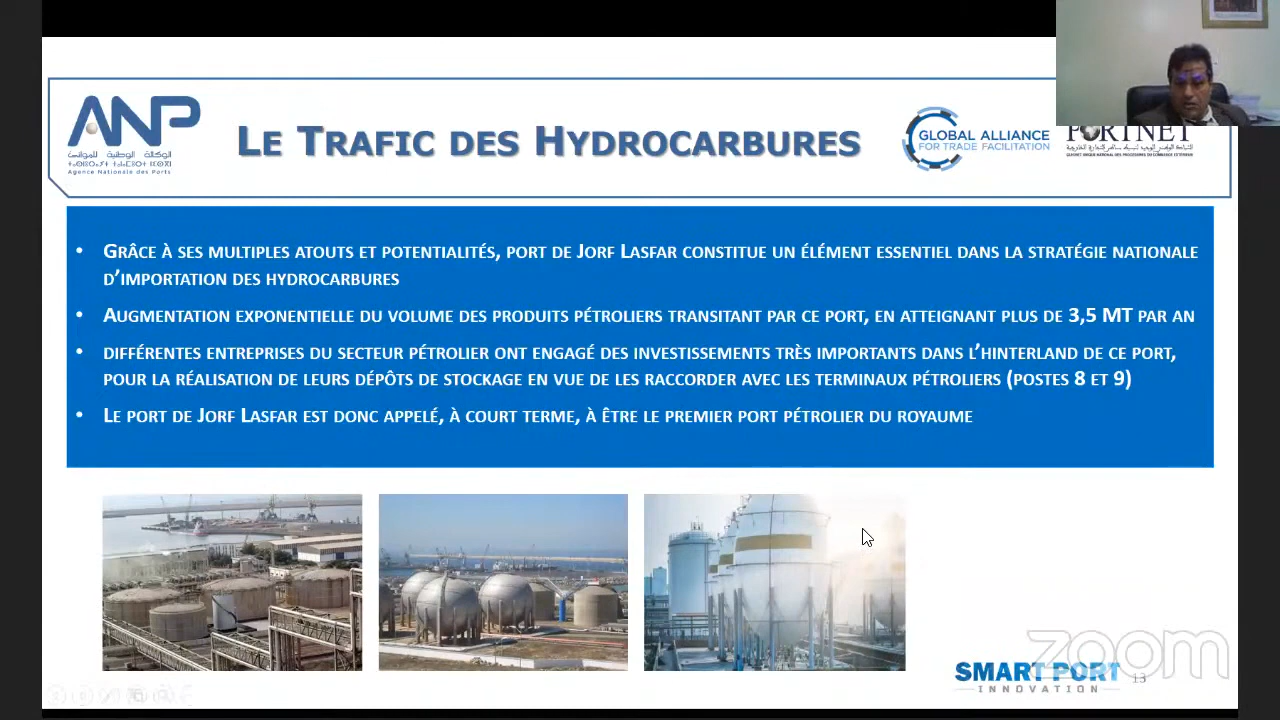 ANP
الوكالة الوطنية للموانئ
Agence Nationale des Ports
LE TRAFIC DES HYDROCARBURES
GLOBAL ALLIANCE
FOR TRADE FACILITATION
PORTNET
• GRÂCE À SES MULTIPLES ATOUTS ET POTENTIALITÉS, PORT DE JORF LASFAR CONSTITUE UN ÉLÉMENT ESSENTIEL DANS LA STRATÉGIE NATIONALE
D’IMPORTATION DES HYDROCARBURES
• AUGMENTATION EXPONENTIELLE DU VOLUME DES PRODUITS PÉTROLIERS TRANSITANT PAR CE PORT, EN ATTEIGNANT PLUS DE 3,5 MT PAR AN
• DIFFÉRENTES ENTREPRISES DU SECTEUR PÉTROLIER ONT ENGAGÉ DES INVESTISSEMENTS TRÈS IMPORTANTS DANS L’HINTERLAND DE CE PORT,
POUR LA RÉALISATION DE LEURS DÉPÔTS DE STOCKAGE EN VUE DE LES RACCORDER AVEC LES TERMINAUX PÉTROLIERS (POSTES 8 ET 9)
• LE PORT DE JORF LASFAR EST DONC APPELÉ, À COURT TERME, À ÊTRE LE PREMIER PORT PÉTROLIER DU ROYAUME
zoom
SMART PORT
INNOVATION
13